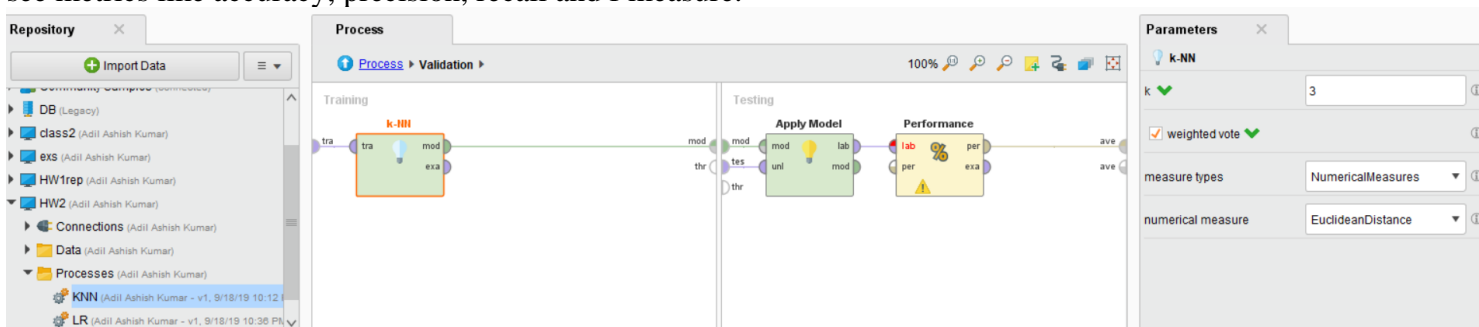 see metrics like accuracy, precision, recall and f measure.
Repository
Import Data
Community Samples (connected)
DB (Legacy)
class2 (Adil Ashish Kumar)
exs (Adil Ashish Kumar)
HW1rep (Adil Ashish Kumar)
HW2 (Adil Ashish Kumar)
Connections (Adil Ashish Kumar)
Data (Adil Ashish Kumar)
Processes (Adil Ashish Kumar)
KNN (Adil Ashish Kumar - v1, 9/18/19 10:12
LR (Adil Ashish Kumar - v1, 9/18/19 10:36 PM
Process
Process Validation
100%
Training
k-NN
tra
tra
mod
exa
mod
thr
Testing
Apply Model
mod
tes
thr
mod
unl
lab
mod
Performance
lab
per
%
per
exa
ave
ave
Parameters
k-NN
k
3
weighted vote
measure types
NumericalMeasures
numerical measure
EuclideanDistance